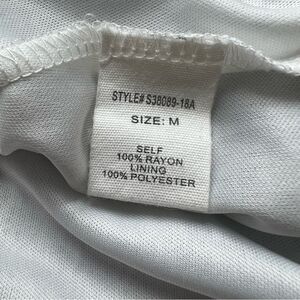 STYLE# S38089-18A
SIZE: M
SELF
100% RAYON
LINING
100% POLYESTER